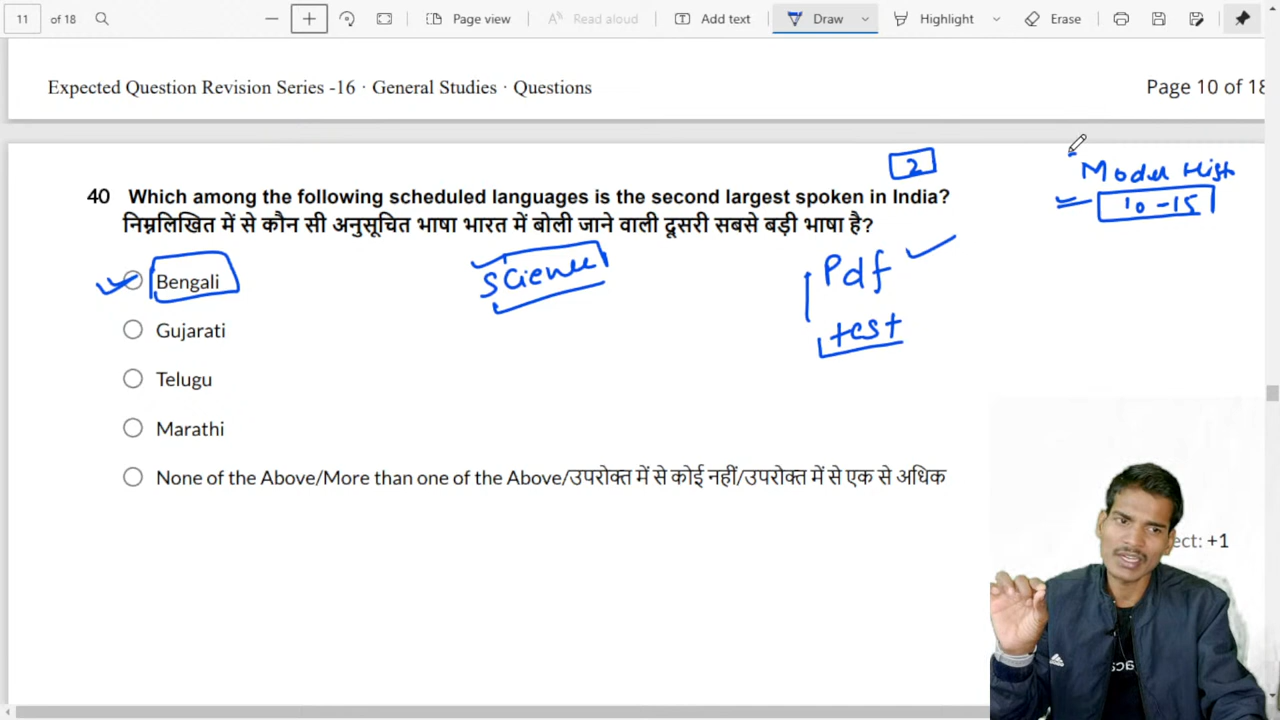 11 of 18 Page view Read aloud Add text Draw Highlight Erase
Expected Question Revision Series -16 · General Studies · Questions Page 10 of 18
2
40 Which among the following scheduled languages is the second largest spoken in India?
निम्नलिखित में से कौन सी अनुसूचित भाषा भारत में बोली जाने वाली दूसरी सबसे बड़ी भाषा है?
Bengali
Gujarati
Telugu
Marathi
None of the Above/More than one of the Above/उपरोक्त में से कोई नहीं/उपरोक्त में से एक से अधिक
Science
Pdf
test
Hist
10-15
ect: +1